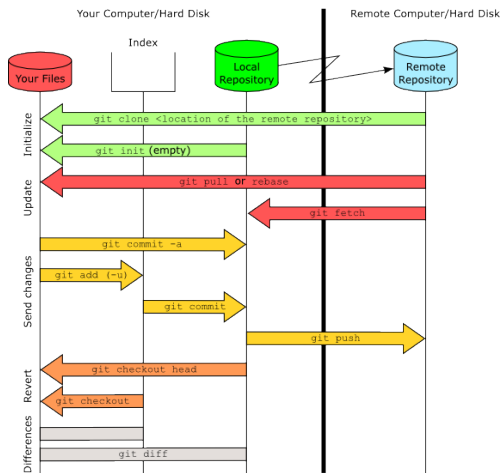 Your Computer/Hard Disk
Remote Computer/Hard Disk
Your Files
Index
Local
Repository
Remote
Repository
Initialize
git clone <location of the remote repository>
git init (empty)
Update
git pull or rebase
git fetch
Send changes
git commit -a
git add (-u)
git commit
git push
Revert
git checkout head
git checkout
Differences
git diff